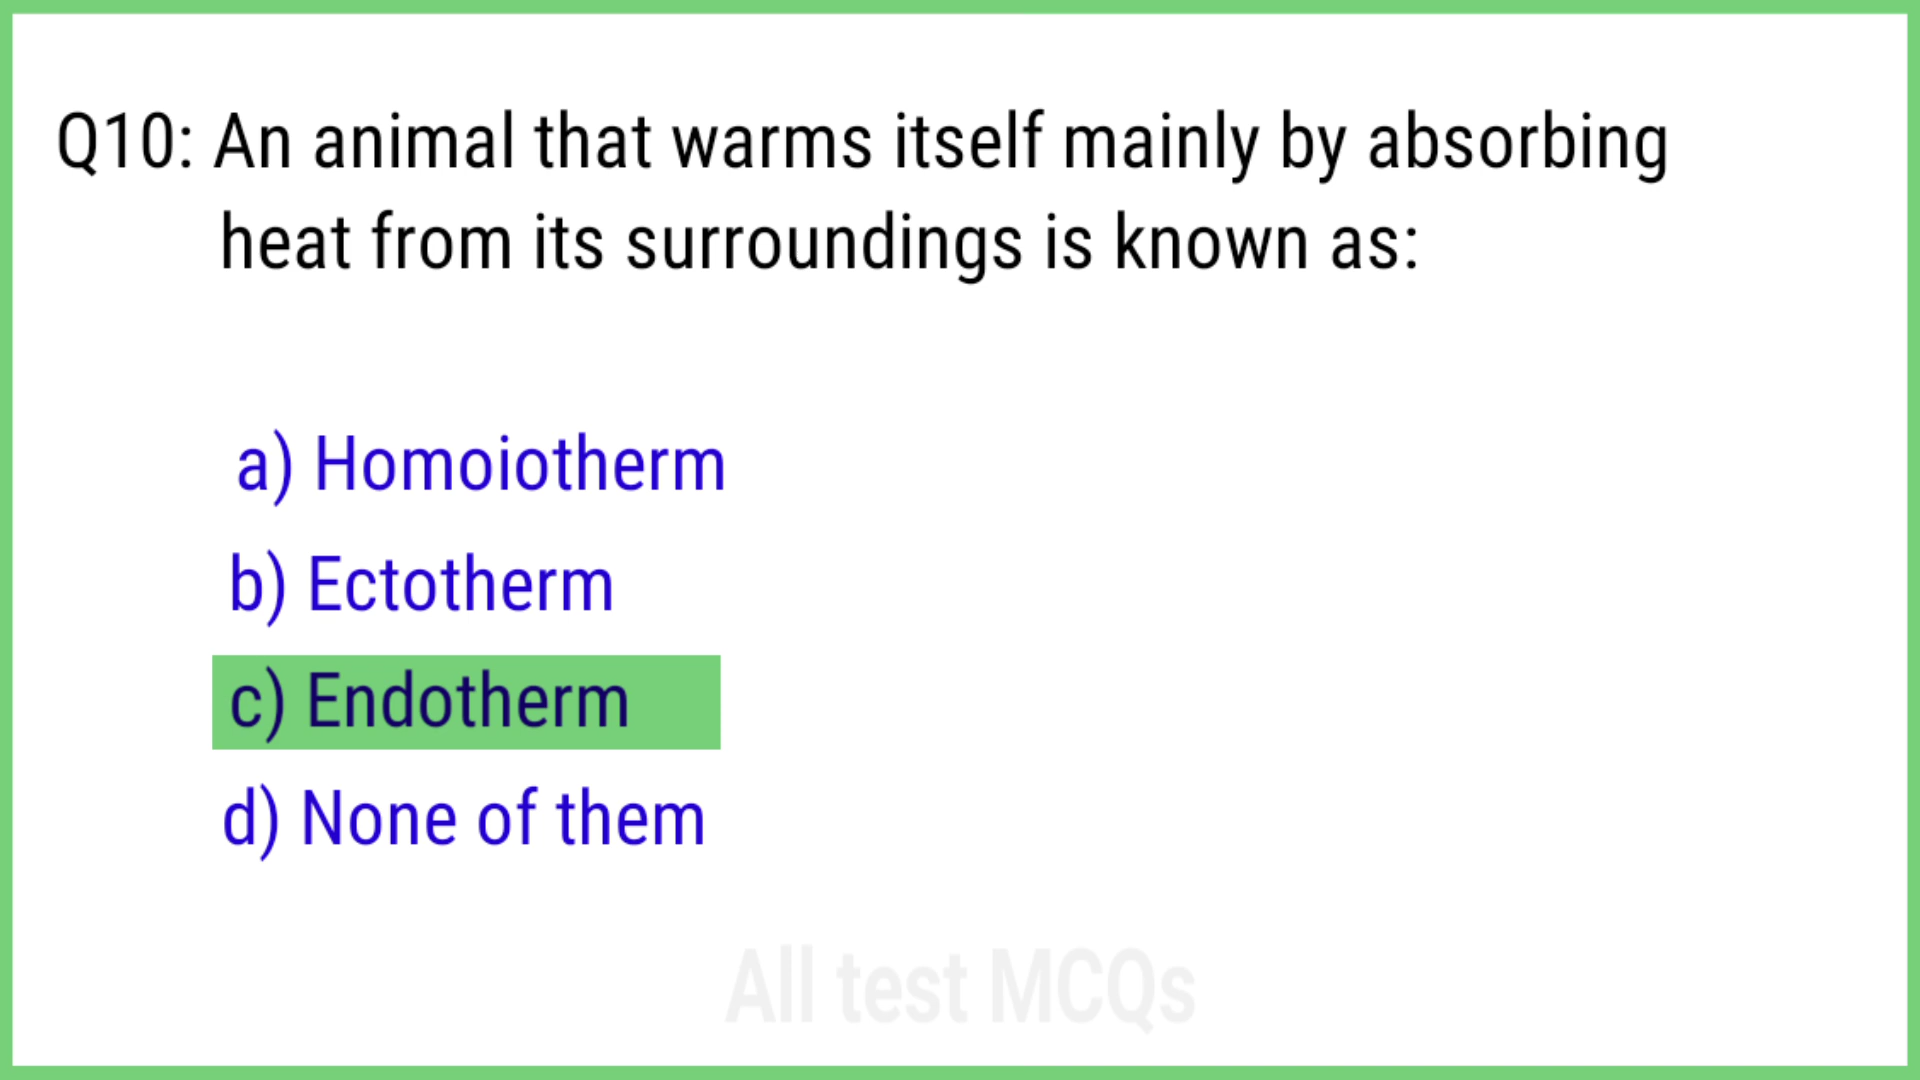 Q10: An animal that warms itself mainly by absorbing
heat from its surroundings is known as:
a) Homoiotherm
b) Ectotherm
c) Endotherm
d) None of them
All test MCQs